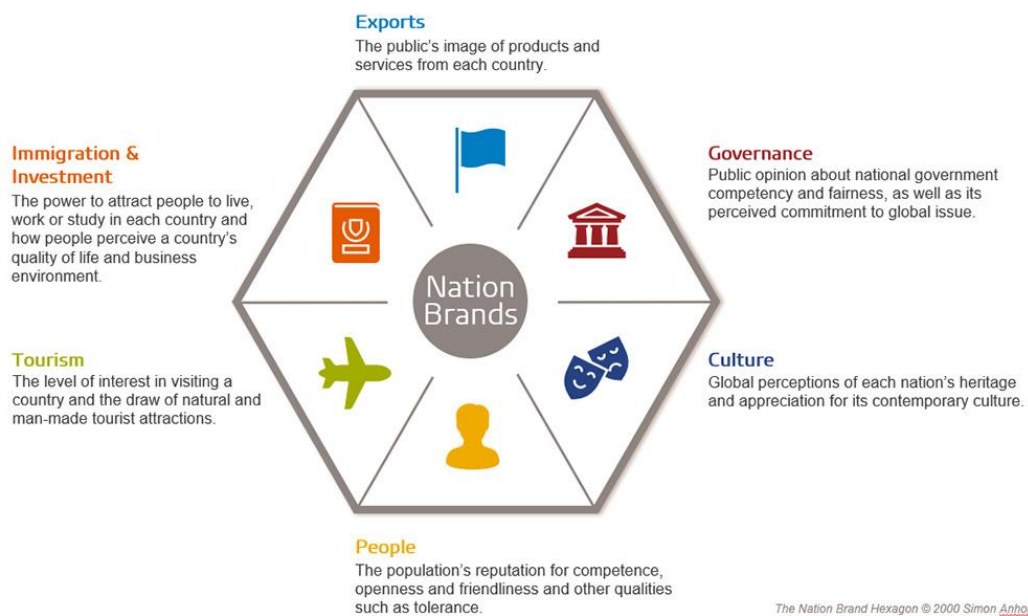 Exports
The public's image of products and
services from each country.
Immigration &
Investment
The power to attract people to live,
work or study in each country and
how people perceive a country's
quality of life and business
environment.
Governance
Public opinion about national government
competency and fairness, as well as its
perceived commitment to global issue.
Nation
Brands
Tourism
The level of interest in visiting a
country and the draw of natural and
man-made tourist attractions.
Culture
Global perceptions of each nation's heritage
and appreciation for its contemporary culture.
People
The population's reputation for competence,
openness and friendliness and other qualities
such as tolerance.
The Nation Brand Hexagon © 2000 Simon Anho